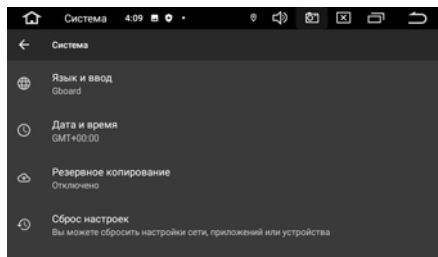 Система 4:09
Система
Язык и ввод
Gboard
Дата и время
GMT+00:00
Резервное копирование
Отключено
Сброс настроек
Вы можете сбросить настройки сети, приложений или устройства